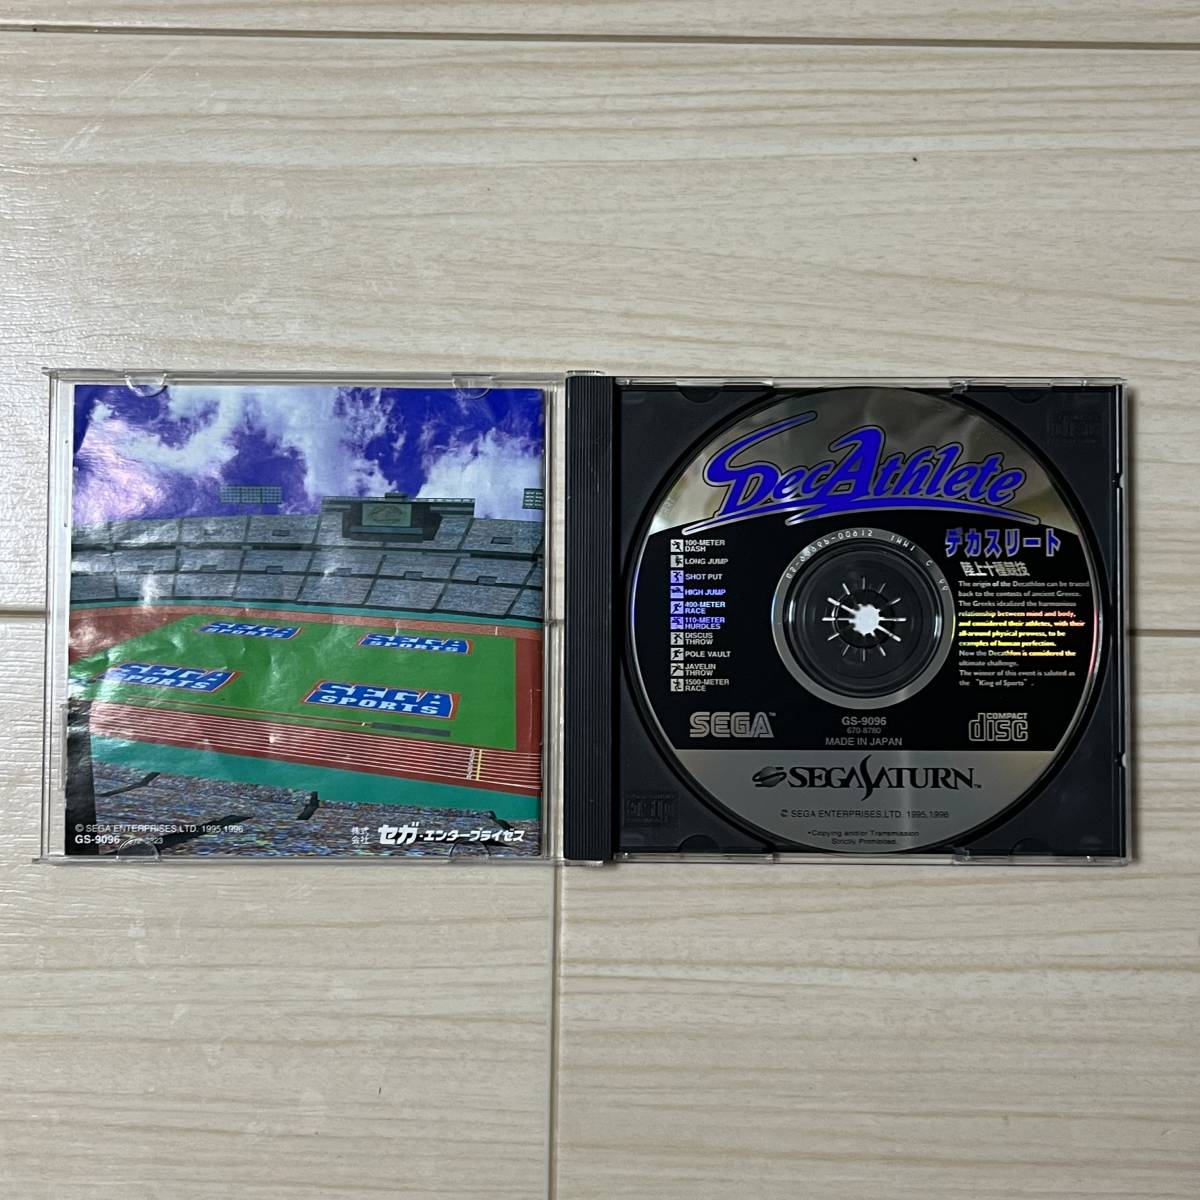 SEGA
SPORTS
SEGA
SPORTS
SEGA
SPORTS
SEGA
SPORTS
© SEGA ENTERPRISES, LTD. 1995, 1996
GS-9096
株式
会社 セガ・エンタープライゼス
DecAthlete
デカスリート
陸上十種競技
100-METER
DASH
LONG JUMP
SHOT PUT
HIGH JUMP
400-METER
RACE
110-METER
HURDLES
DISCUS
THROW
POLE VAULT
JAVELIN
THROW
1500-METER
RACE
The origin of the Decathlon can be traced
back to the contests of ancient Greece.
The Greeks idealized the harmonious
relationship between mind and body,
and considered their athletes, with their
all-around physical prowess, to be
examples of human perfection.
Now the Decathlon is considered the
ultimate challenge.
The winner of this event is saluted as
the "King of Sports".
SEGA™
GS-9096
670-8780
MADE IN JAPAN
COMPACT
disc
SEGA SATURN™
© SEGA ENTERPRISES, LTD. 1995, 1996
•Copying and/or Transmission
Strictly Prohibited.